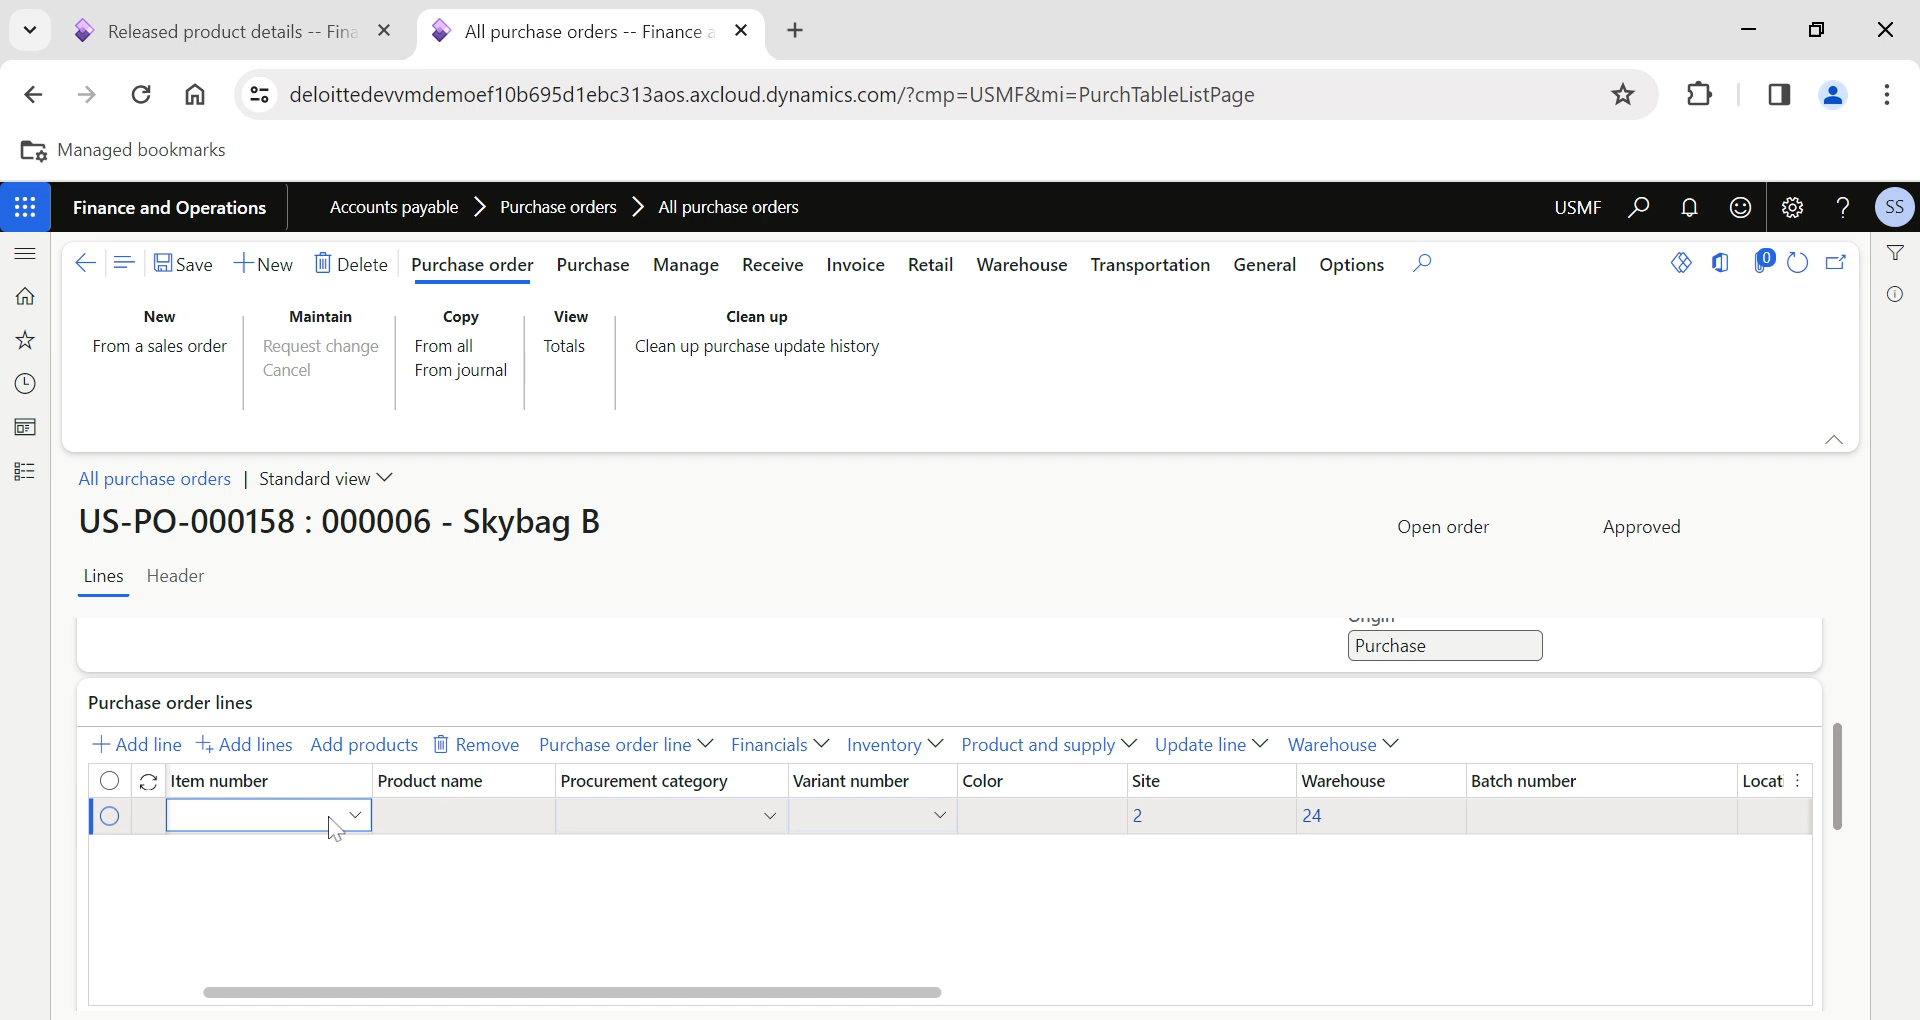 Released product details -- Fina
All purchase orders -- Finance a
deloittedevvmdemoef10b695d1ebc313aos.axcloud.dynamics.com/?cmp=USMF&mi=PurchTableListPage
Managed bookmarks
Finance and Operations
Accounts payable
Purchase orders
All purchase orders
USMF
?
SS
Save
New
Delete
Purchase order
Purchase
Manage
Receive
Invoice
Retail
Warehouse
Transportation
General
Options
0
New
Maintain
Copy
View
Clean up
From a sales order
Request change
From all
Totals
Clean up purchase update history
Cancel
From journal
All purchase orders | Standard view
US-PO-000158 : 000006 - Skybag B
Open order
Approved
Lines
Header
Origin
Purchase
Purchase order lines
Add line
Add lines
Add products
Remove
Purchase order line
Financials
Inventory
Product and supply
Update line
Warehouse
Item number
Product name
Procurement category
Variant number
Color
Site
Warehouse
Batch number
Locati
2
24